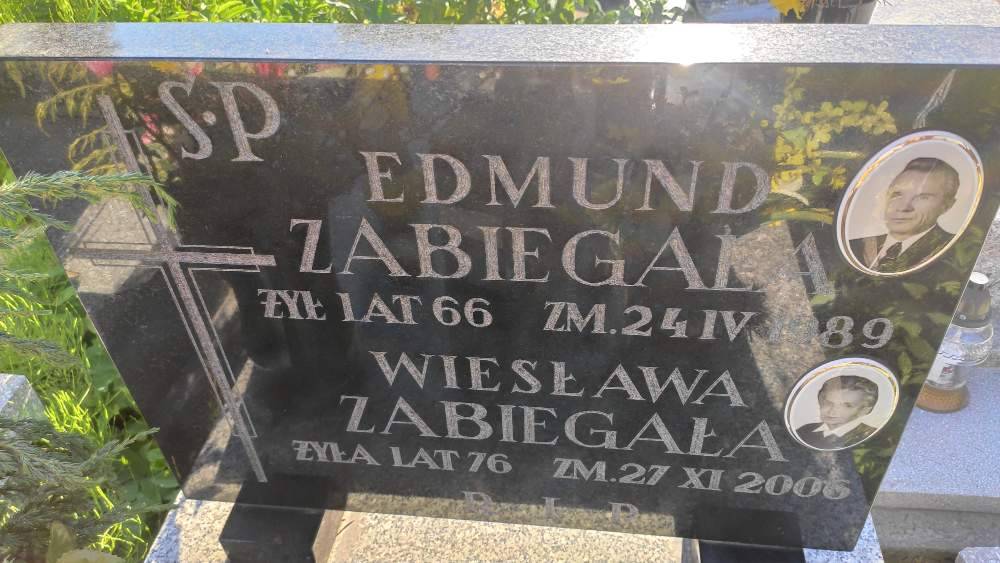 Ś.P
EDMUND
ZABIEGAŁA
ŻYŁ LAT 66 ZM.24 IV 1989
WIESŁAWA
ZABIEGAŁA
ŻYŁA LAT 76 ZM.27 XI 2006
R I P